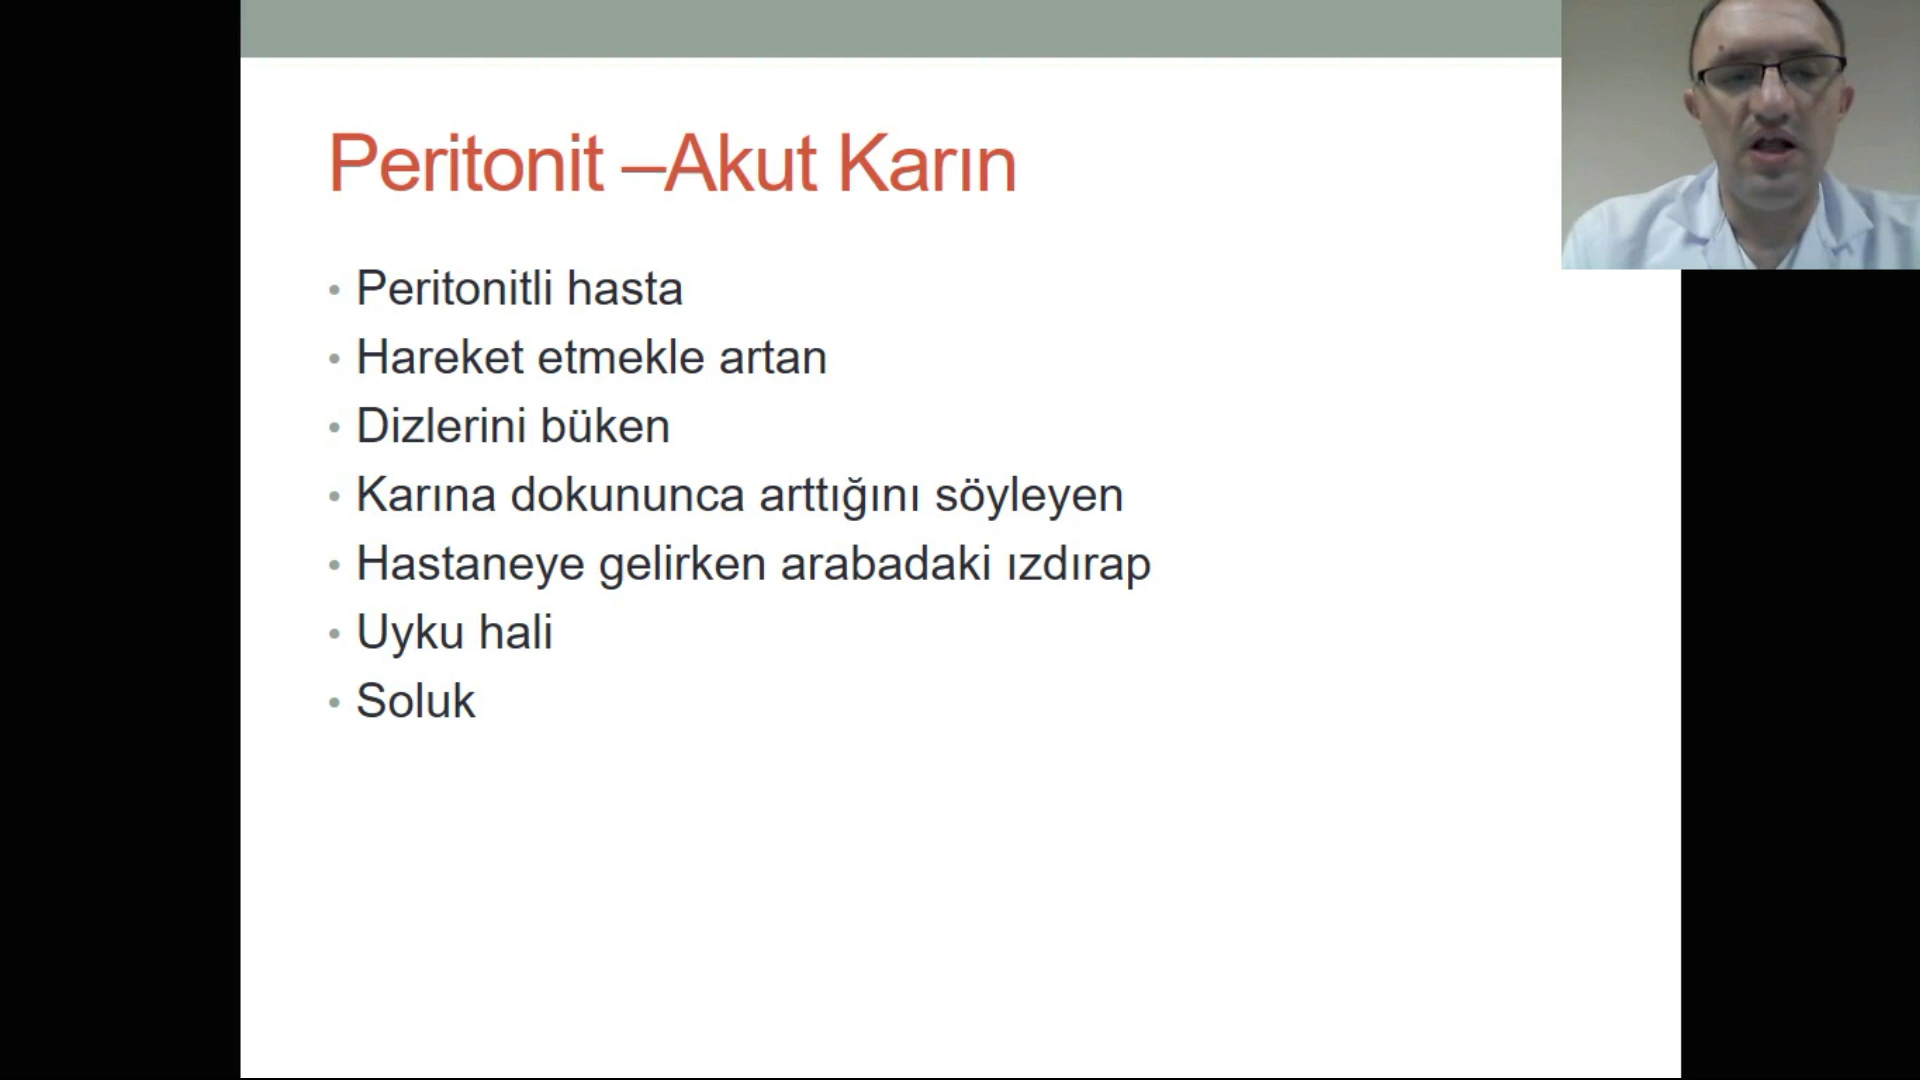 Peritonit –Akut Karın
• Peritonitli hasta
• Hareket etmekle artan
• Dizlerini büken
• Karına dokununca arttığını söyleyen
• Hastaneye gelirken arabadaki ızdırap
• Uyku hali
• Soluk